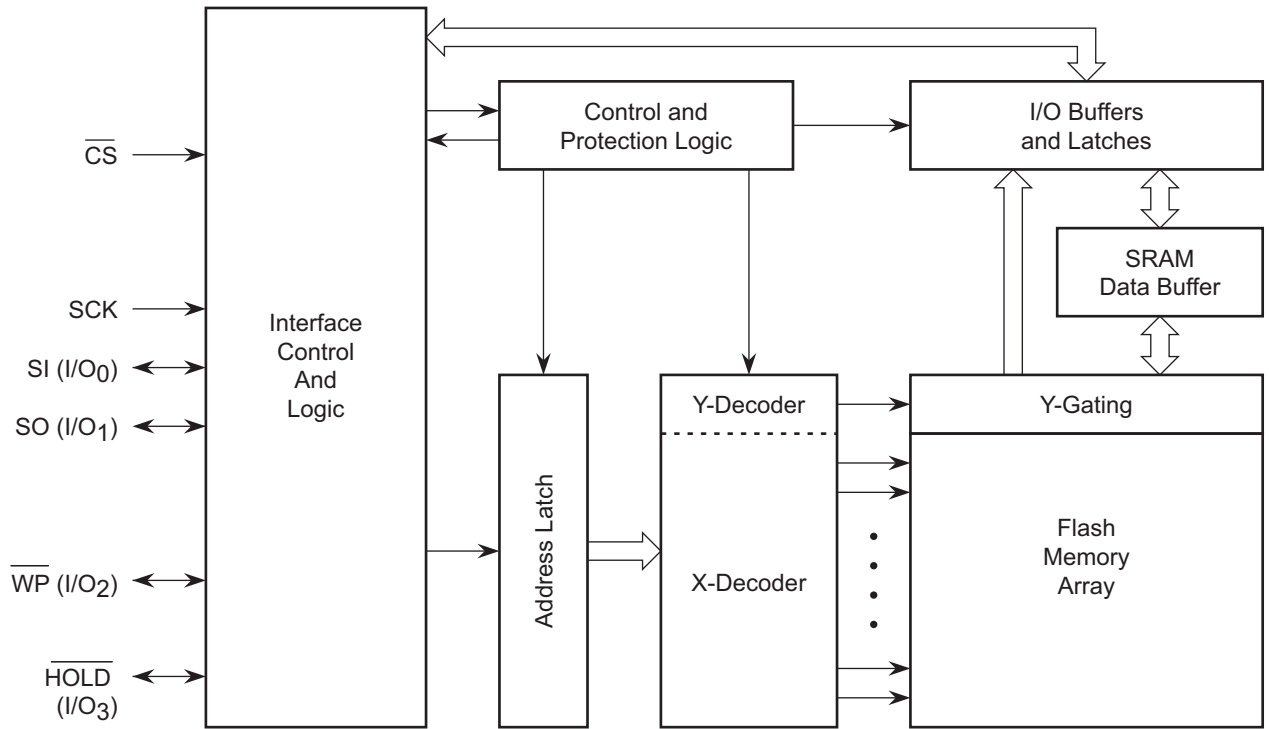 CS
SCK
SI (I/O0)
SO (I/O1)
WP (I/O2)
HOLD
(I/O3)
Interface
Control
And
Logic
Control and
Protection Logic
I/O Buffers
and Latches
SRAM
Data Buffer
Address Latch
Y-Decoder
X-Decoder
Y-Gating
Flash
Memory
Array